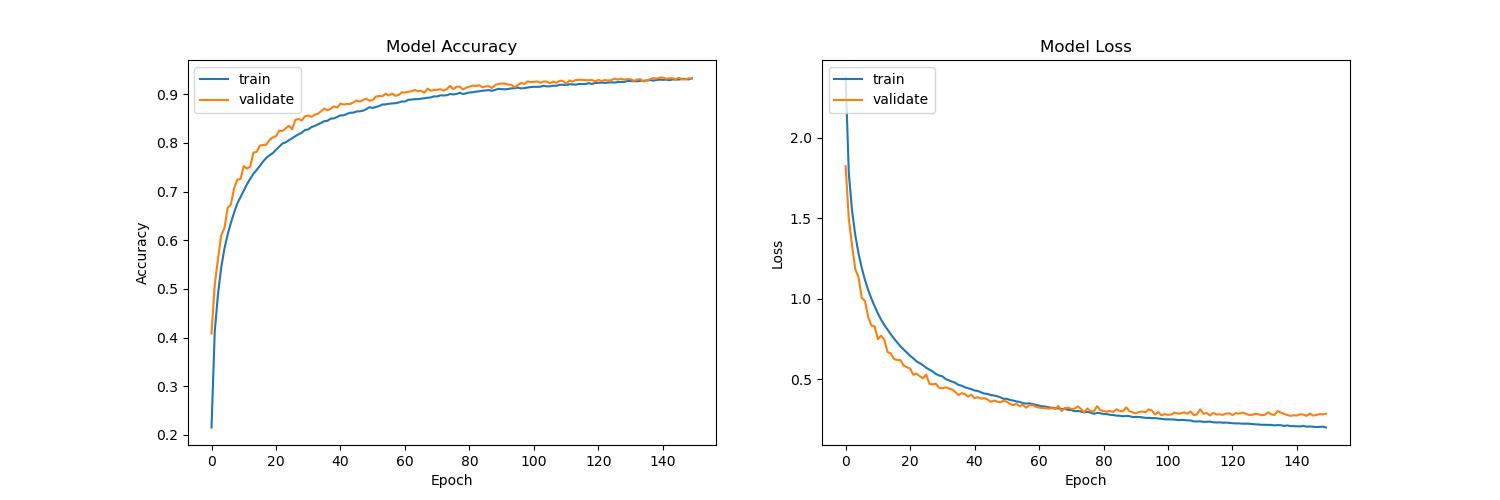 Model Accuracy
train
validate
0.9
0.8
0.7
0.6
0.5
0.4
0.3
0.2
Accuracy
0 20 40 60 80 100 120 140
Epoch
Model Loss
train
validate
2.0
1.5
1.0
0.5
Loss
0 20 40 60 80 100 120 140
Epoch